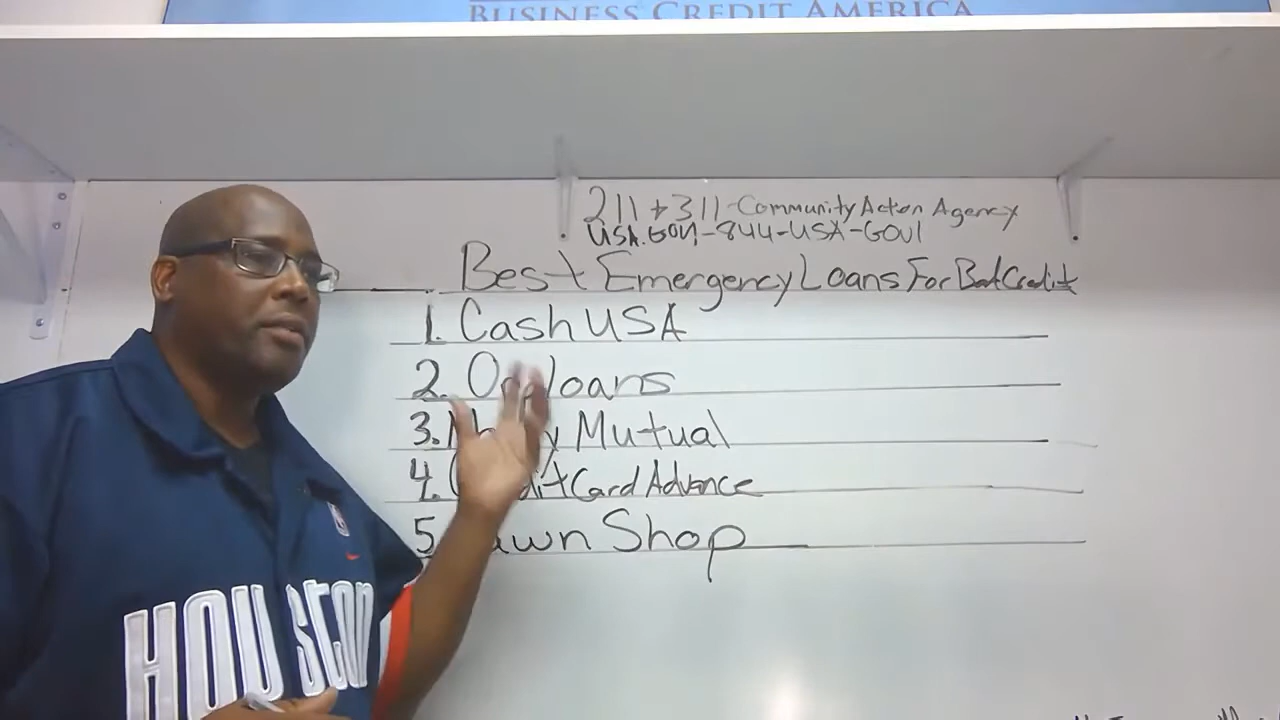 BUSINESS CREDIT AMERICA
211 + 311 - Community Action Agency
USA.GOV - 844-USA-GOV1
Best Emergency Loans For Bad Credit
1. Cash USA
2. loans
3. Mutual
4. Card Advance
5 Shop
HOUSTON